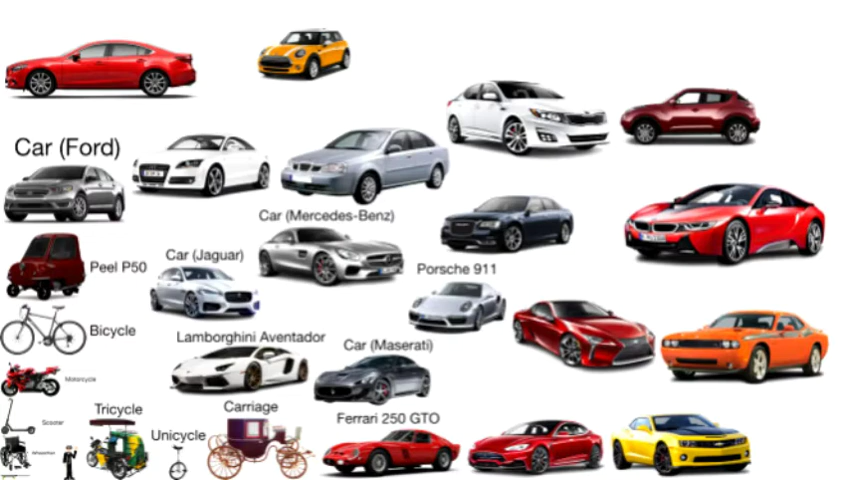 Car (Ford)
Car (Mercedes-Benz)
Peel P50
Car (Jaguar)
Porsche 911
Bicycle
Lamborghini Aventador
Car (Maserati)
Motorcycle
Tricycle
Carriage
Ferrari 250 GTO
Scooter
Unicycle
Wheelchair